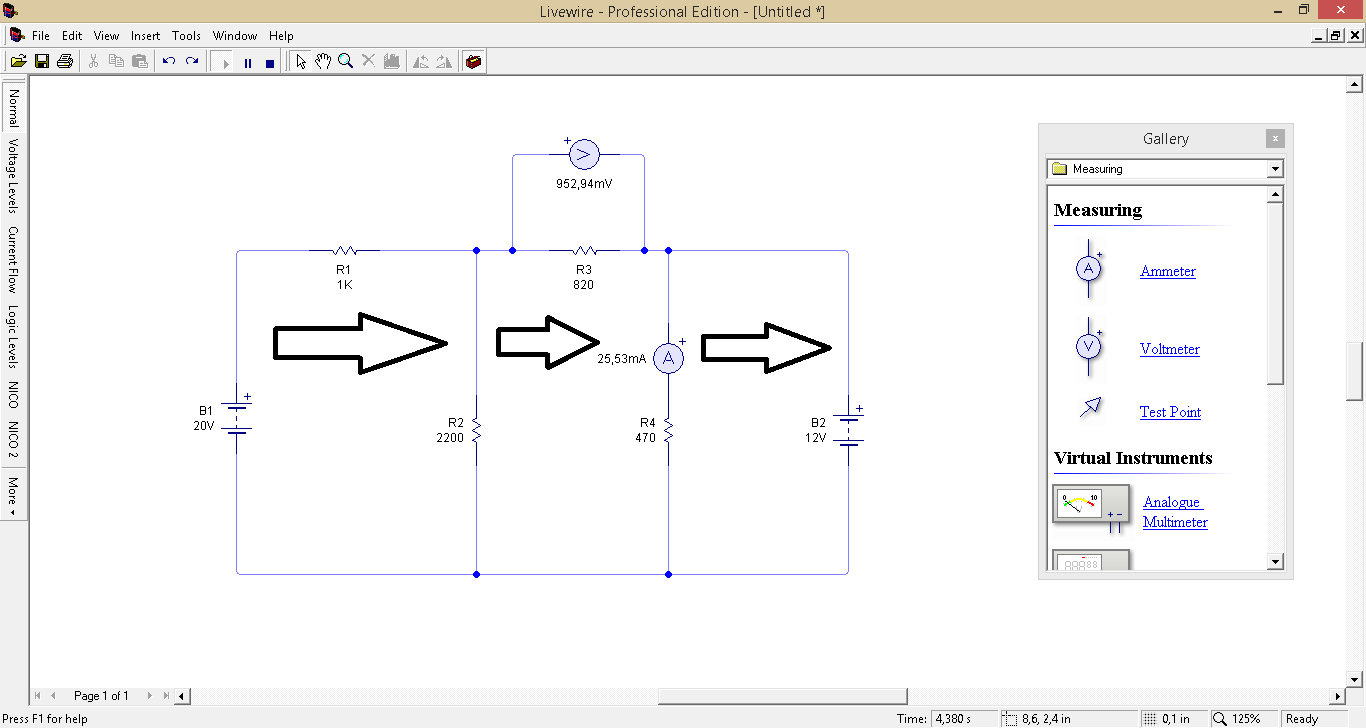 Livewire - Professional Edition - [Untitled *]
File Edit View Insert Tools Window Help
Normal
Voltage Levels
Current Flow
Logic Levels
NICO
NICO 2
More
+
952,94mV
R1
1K
R3
820
25,53mA
A
+
B1
20V
+
R2
2200
R4
470
B2
12V
+
Gallery
Measuring
Measuring
A
+
Ammeter
V
+
Voltmeter
Test Point
Virtual Instruments
0 10
+ -
Analogue
Multimeter
Page 1 of 1
Press F1 for help
Time: 4,380 s
8,6, 2,4 in
0,1 in
125%
Ready